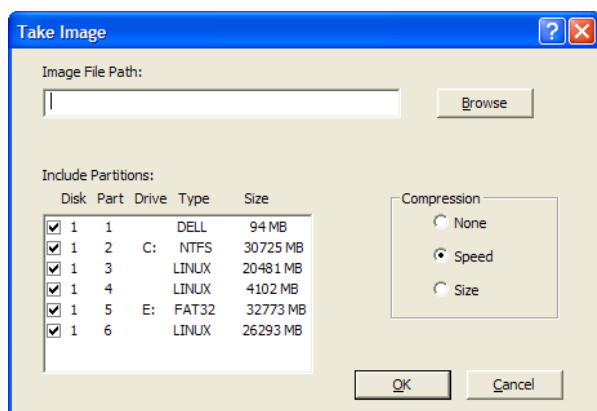 Take Image
Image File Path:
Browse
Include Partitions:
Disk Part Drive Type Size
1 1 DELL 94 MB
1 2 C: NTFS 30725 MB
1 3 LINUX 20481 MB
1 4 LINUX 4102 MB
1 5 E: FAT32 32773 MB
1 6 LINUX 26293 MB
Compression
None
Speed
Size
OK Cancel